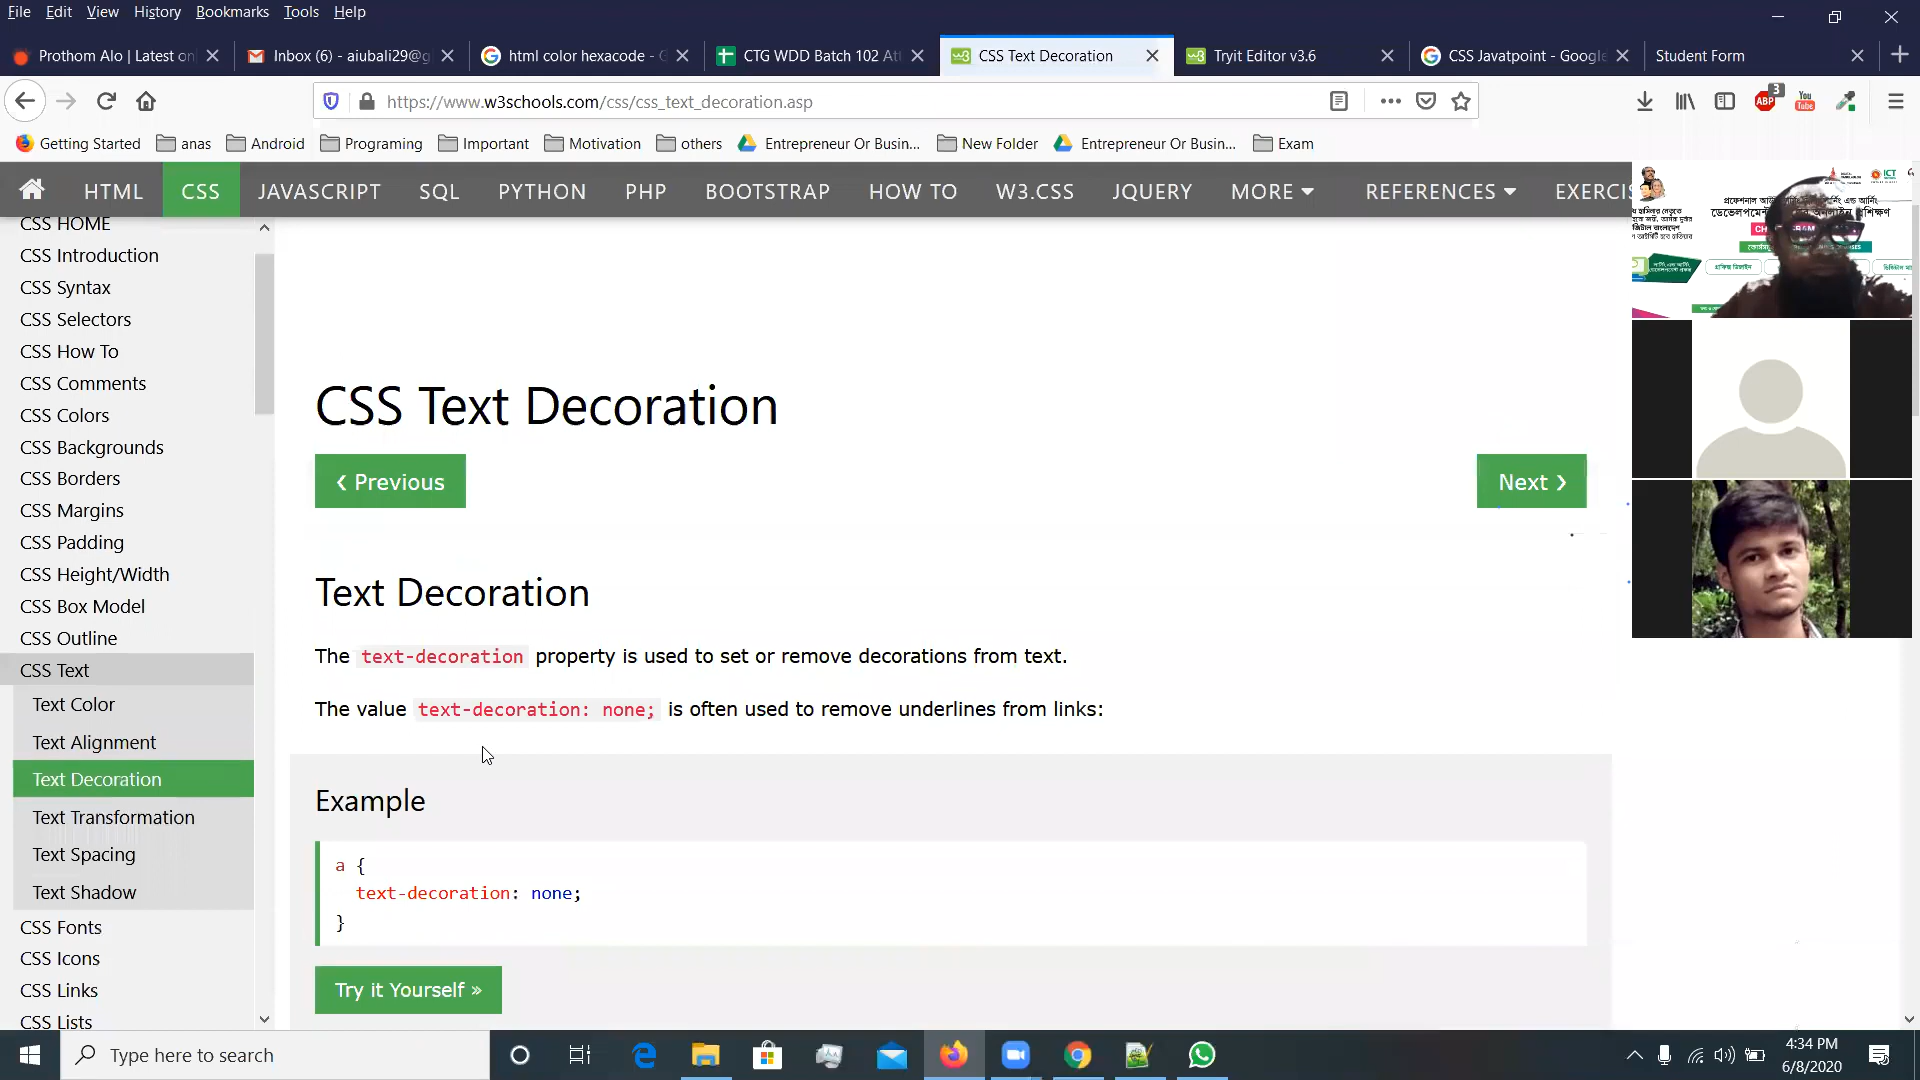 File Edit View History Bookmarks Tools Help
Prothom Alo | Latest on
Inbox (6) - aiubali29@g
html color hexacode - G
CTG WDD Batch 102 Att
CSS Text Decoration
Tryit Editor v3.6
CSS Javatpoint - Google
Student Form
https://www.w3schools.com/css/css_text_decoration.asp
ABP 3
You Tube
Getting Started anas Android Programing Important Motivation others Entrepreneur Or Busin... New Folder Entrepreneur Or Busin... Exam
HTML CSS JAVASCRIPT SQL PYTHON PHP BOOTSTRAP HOW TO W3.CSS JQUERY MORE REFERENCES EXERCIS
CSS HOME
CSS Introduction
CSS Syntax
CSS Selectors
CSS How To
CSS Comments
CSS Colors
CSS Backgrounds
CSS Borders
CSS Margins
CSS Padding
CSS Height/Width
CSS Box Model
CSS Outline
CSS Text
Text Color
Text Alignment
Text Decoration
Text Transformation
Text Spacing
Text Shadow
CSS Fonts
CSS Icons
CSS Links
CSS Lists
CSS Text Decoration
❮ Previous
Next ❯
Text Decoration
The text-decoration property is used to set or remove decorations from text.
The value text-decoration: none; is often used to remove underlines from links:
Example
a {
text-decoration: none;
}
Try it Yourself »
ICT
গ্রাফিক্স ডিজাইন
Type here to search
4:34 PM
6/8/2020